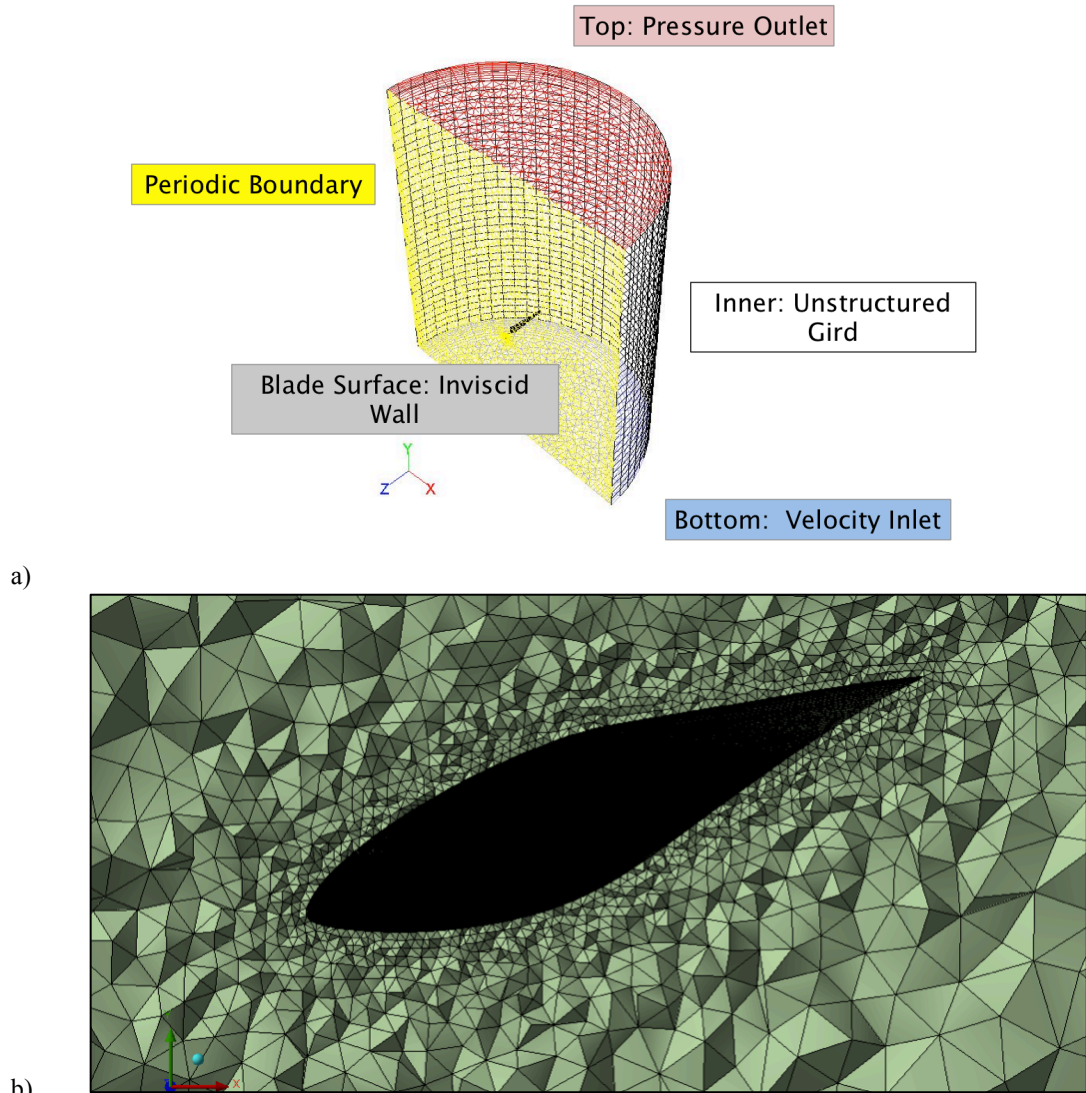 Top: Pressure Outlet
Periodic Boundary
Inner: Unstructured
Gird
Blade Surface: Inviscid
Wall
Y
Z
X
Bottom:  Velocity Inlet
a)
X
b)